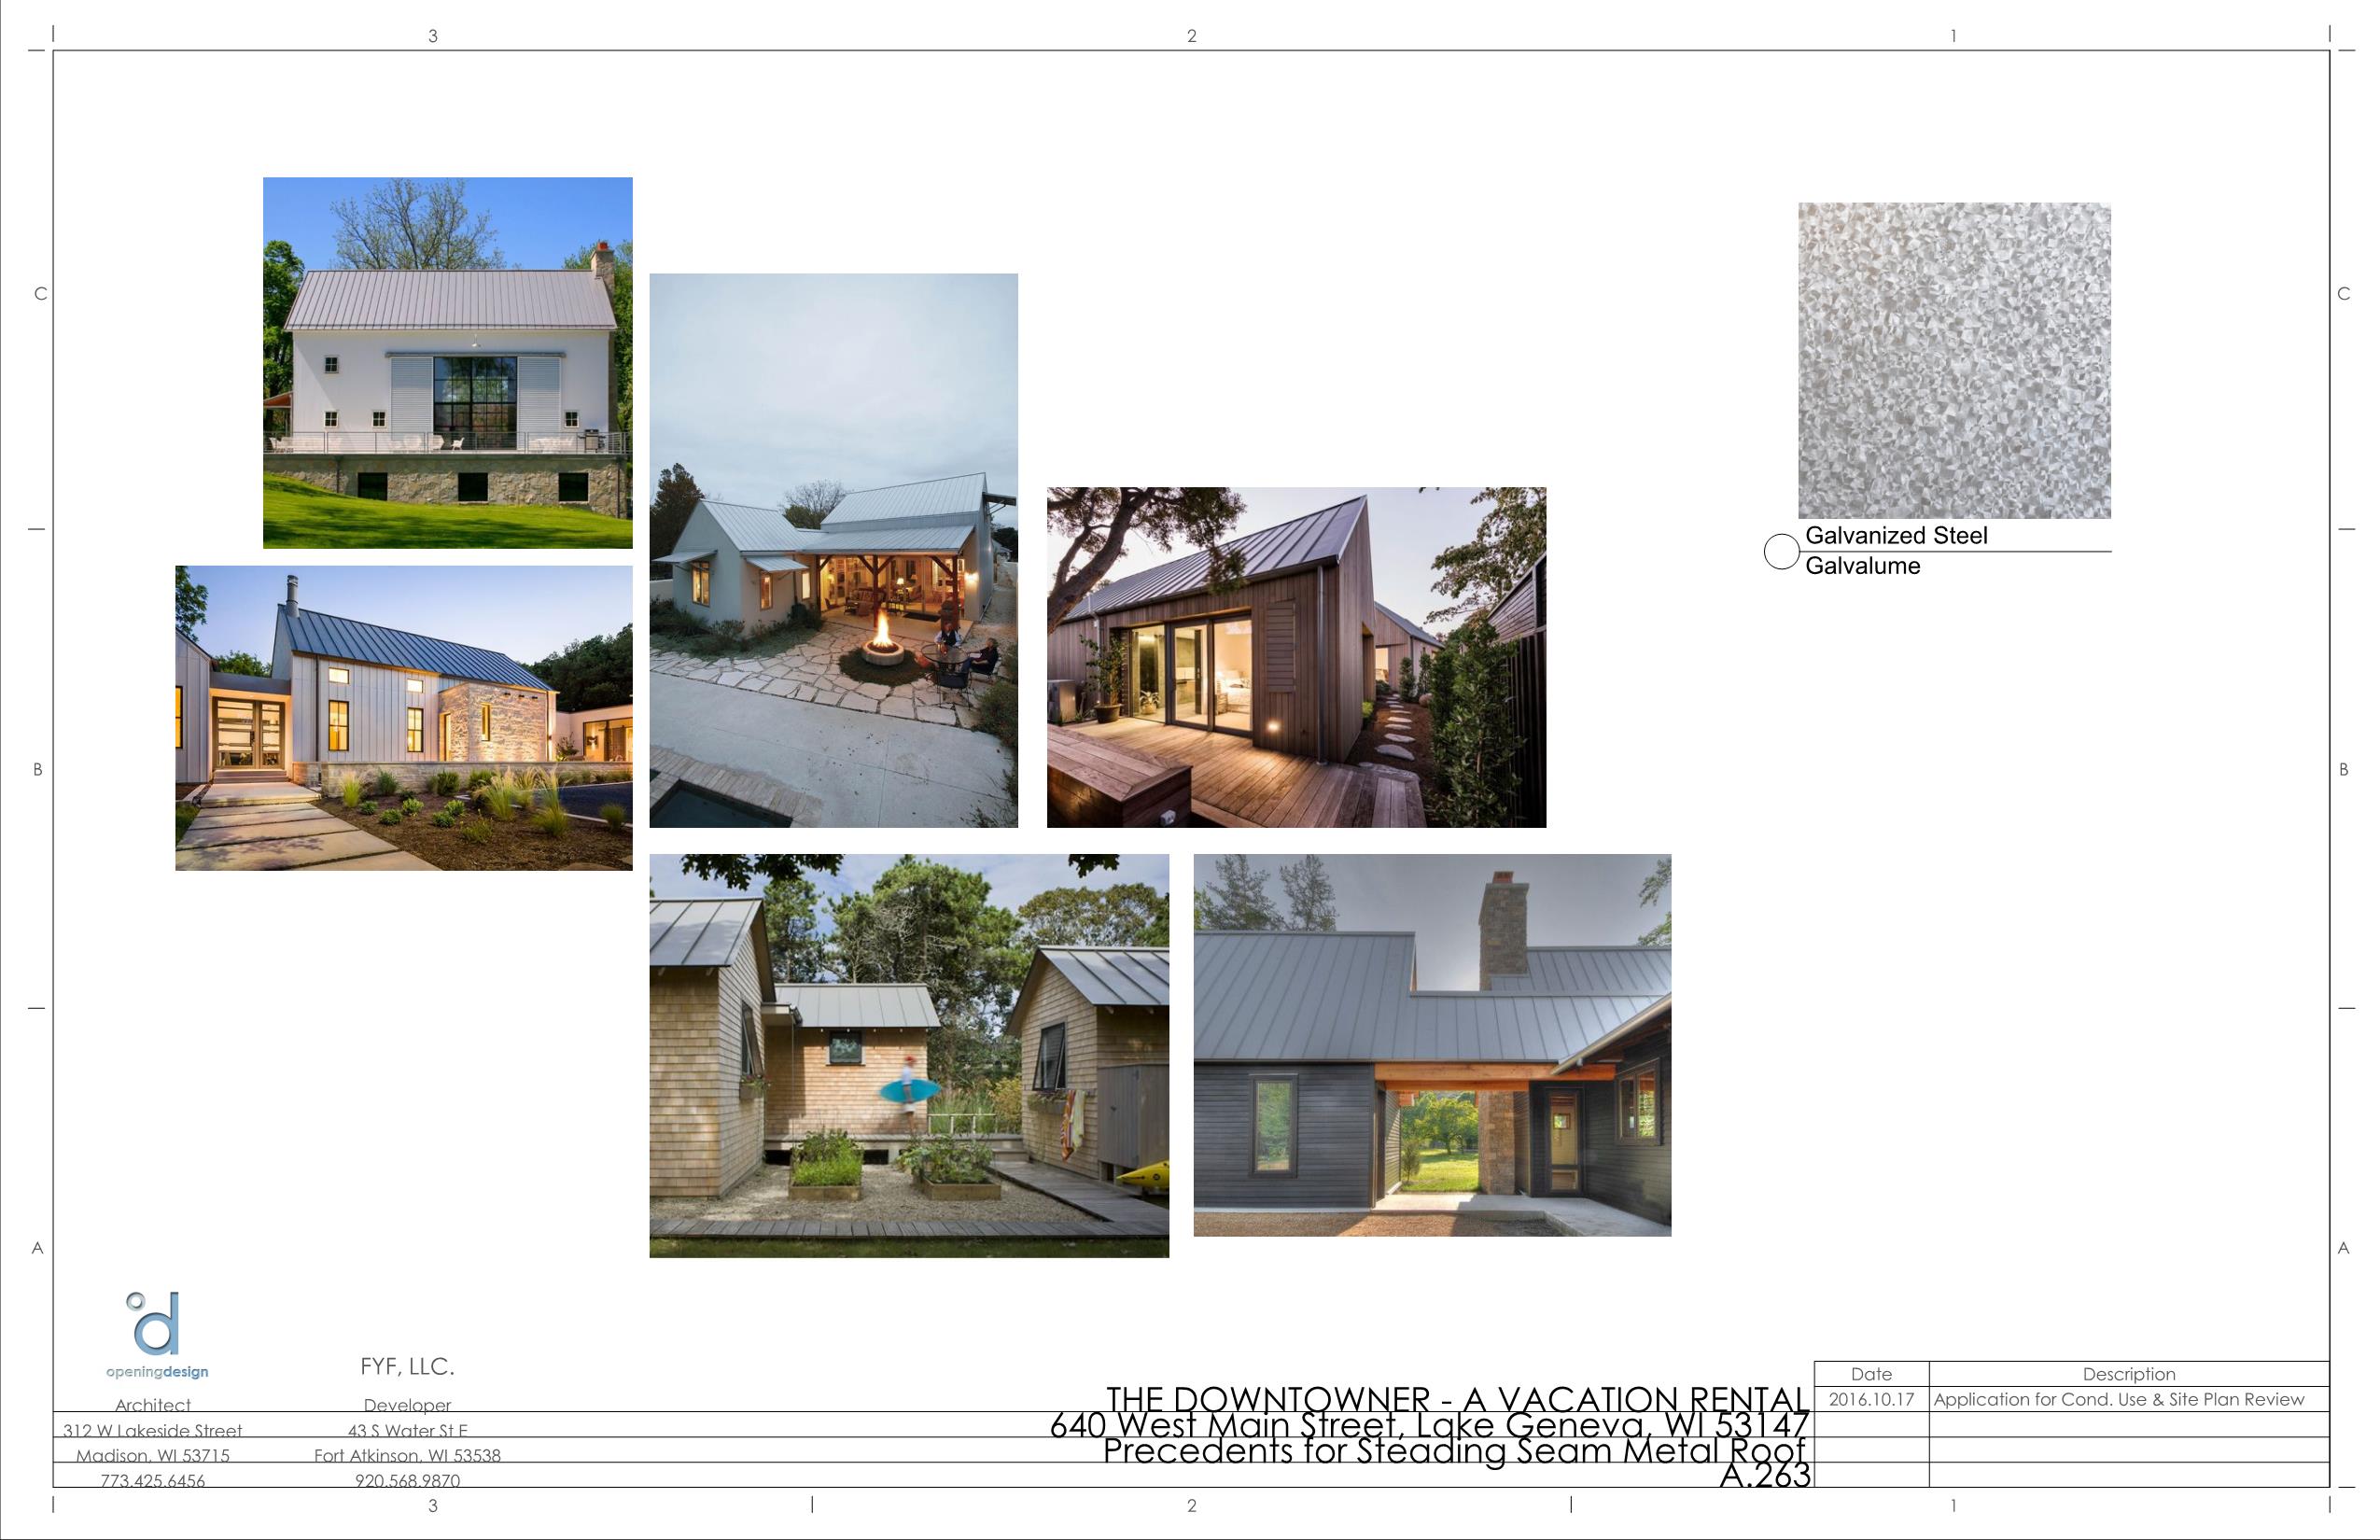 3
2
1
C
C
Galvanized Steel
Galvalume
B
B
A
A
openingdesign
Architect
312 W Lakeside Street
Madison, WI 53715
773.425.6456
FYF, LLC.
Developer
43 S Water St E
Fort Atkinson, WI 53538
920.568.9870
THE DOWNTOWNER - A VACATION RENTAL
640 West Main Street, Lake Geneva, WI 53147
Precedents for Steading Seam Metal Roof
A.263
Date Description
2016.10.17 Application for Cond. Use & Site Plan Review
3
2
1